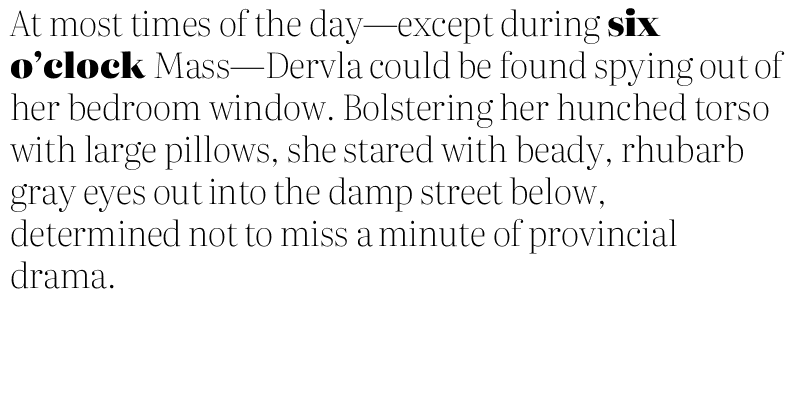 At most times of the day—except during six
o’clock Mass—Dervla could be found spying out of
her bedroom window. Bolstering her hunched torso
with large pillows, she stared with beady, rhubarb
gray eyes out into the damp street below,
determined not to miss a minute of provincial
drama.